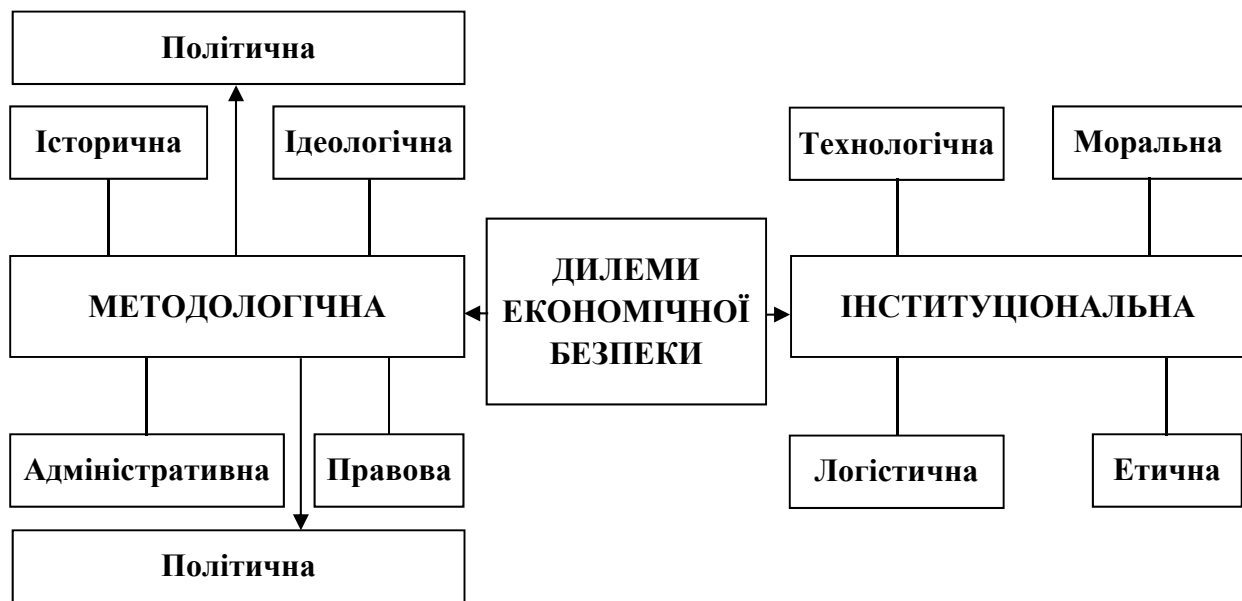 Політична
Історична
Ідеологічна
Технологічна
Моральна
МЕТОДОЛОГІЧНА
ДИЛЕМИ
ЕКОНОМІЧНОЇ
БЕЗПЕКИ
ІНСТИТУЦІОНАЛЬНА
Адміністративна
Правова
Логістична
Етична
Політична